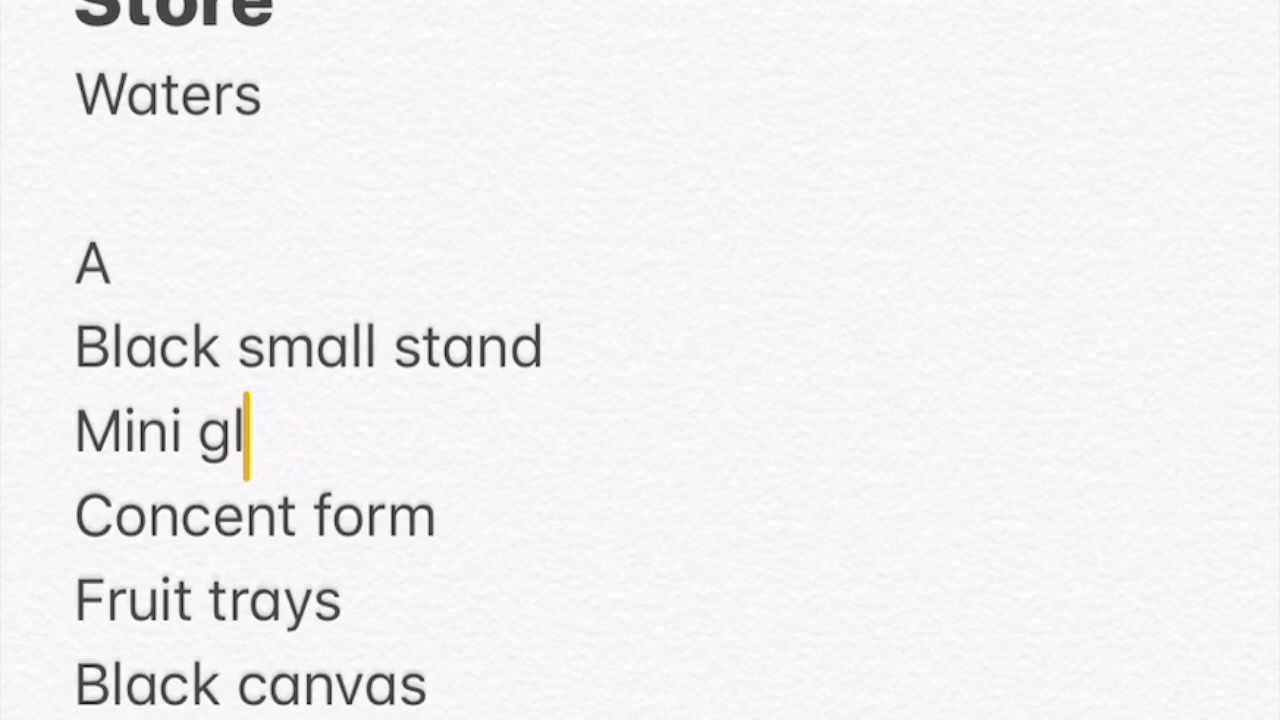 Store
Waters
A
Black small stand
Mini gl
Concent form
Fruit trays
Black canvas